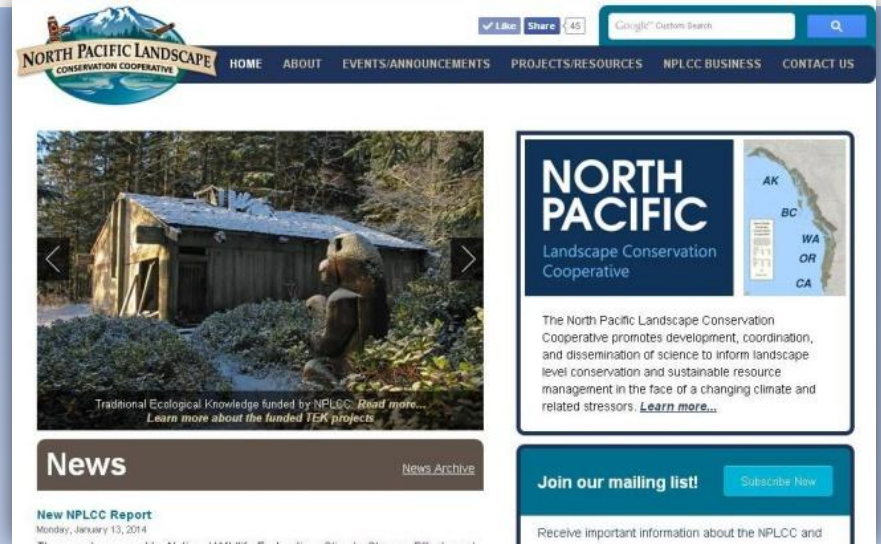 NORTH PACIFIC LANDSCAPE
CONSERVATION COOPERATIVE
Like Share 45
Google™ Custom Search
HOME ABOUT EVENTS/ANNOUNCEMENTS PROJECTS/RESOURCES NPLCC BUSINESS CONTACT US
Traditional Ecological Knowledge funded by NPLCC. Read more...
Learn more about the funded TEK projects
News
News Archive
New NPLCC Report
Monday, January 13, 2014
NORTH
PACIFIC
Landscape Conservation
Cooperative
AK
BC
WA
OR
CA
The North Pacific Landscape Conservation
Cooperative promotes development, coordination,
and dissemination of science to inform landscape
level conservation and sustainable resource
management in the face of a changing climate and
related stressors. Learn more...
Join our mailing list!
Subscribe Now
Receive important information about the NPLCC and